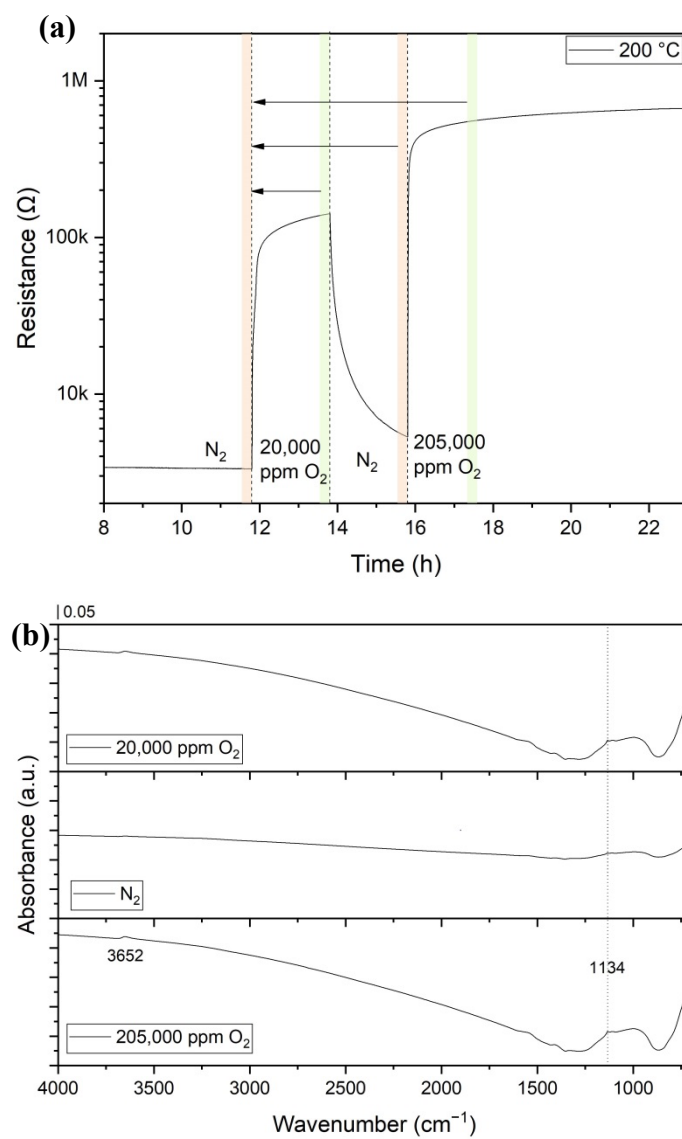 (a)
200 °C
1M
100k
10k
Resistance (Ω)
N₂
20,000
ppm O₂
N₂
205,000
ppm O₂
8 10 12 14 16 18 20 22
Time (h)
|0.05
(b)
20,000 ppm O₂
N₂
3652
1134
205,000 ppm O₂
Absorbance (a.u.)
4000 3500 3000 2500 2000 1500 1000
Wavenumber (cm⁻¹)